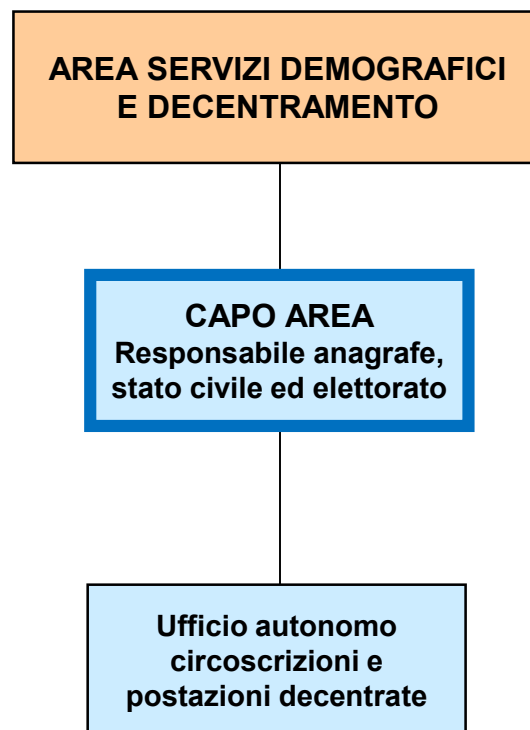 AREA SERVIZI DEMOGRAFICI
E DECENTRAMENTO
CAPO AREA
Responsabile anagrafe,
stato civile ed elettorato
Ufficio autonomo
circoscrizioni e
postazioni decentrate